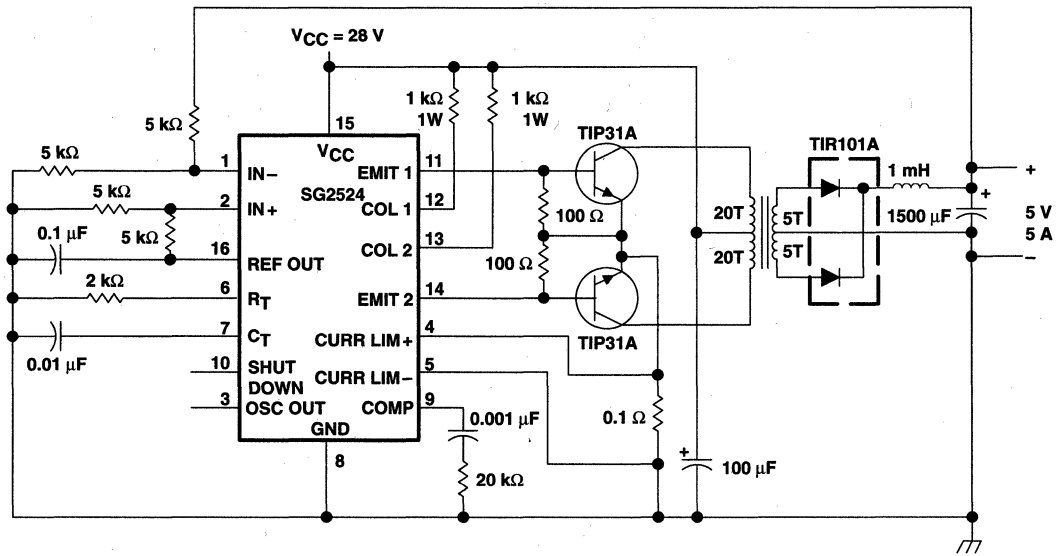 VCC = 28 V
1 kΩ
1W
1 kΩ
1W
TIP31A
TIR101A
5 kΩ
15
VCC
SG2524
5 kΩ
1
IN−
EMIT 1
11
5 kΩ
2
IN+
COL 1
12
100 Ω
20T
5T
1 mH
+
+
1500 µF
5 V
5 A
−
0.1 µF
5 kΩ
16
REF OUT
COL 2
13
100 Ω
20T
5T
2 kΩ
6
RT
EMIT 2
14
TIP31A
0.01 µF
7
CT
CURR LIM+
4
10
SHUT
DOWN
CURR LIM−
5
3
OSC OUT
COMP
9
0.001 µF
0.1 Ω
GND
8
20 kΩ
+
100 µF